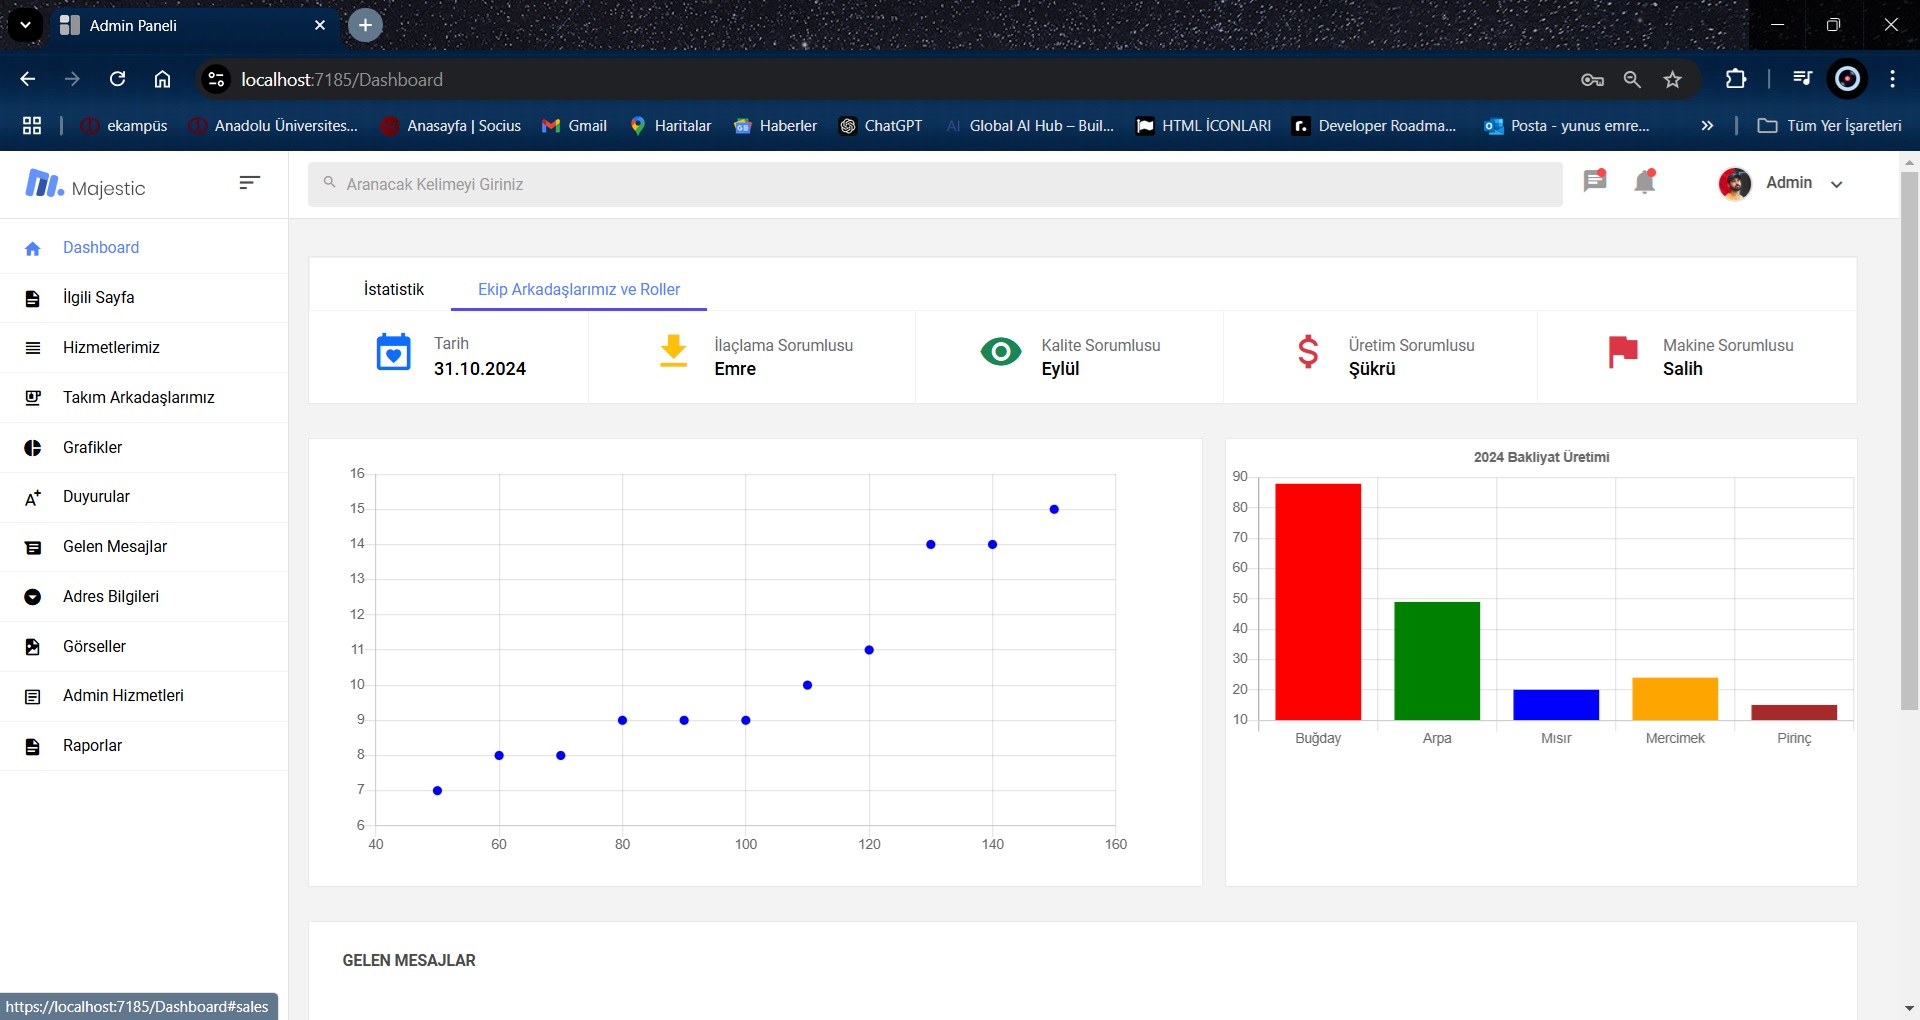 Admin Paneli
localhost:7185/Dashboard
ekampüs
Anadolu Üniversites...
Anasayfa | Socius
Gmail
Haritalar
Haberler
ChatGPT
AI Global AI Hub – Buil...
HTML İCONLARI
r. Developer Roadma...
Posta - yunus emre...
»
Tüm Yer İşaretleri
Majestic
Aranacak Kelimeyi Giriniz
Admin
Dashboard
İlgili Sayfa
Hizmetlerimiz
Takım Arkadaşlarımız
Grafikler
Duyurular
Gelen Mesajlar
Adres Bilgileri
Görseller
Admin Hizmetleri
Raporlar
İstatistik
Ekip Arkadaşlarımız ve Roller
Tarih
31.10.2024
İlaçlama Sorumlusu
Emre
Kalite Sorumlusu
Eylül
Üretim Sorumlusu
Şükrü
Makine Sorumlusu
Salih
16
15
14
13
12
11
10
9
8
7
6
40 60 80 100 120 140 160
2024 Bakliyat Üretimi
90
80
70
60
50
40
30
20
10
Buğday Arpa Mısır Mercimek Pirinç
GELEN MESAJLAR
https://localhost:7185/Dashboard#sales